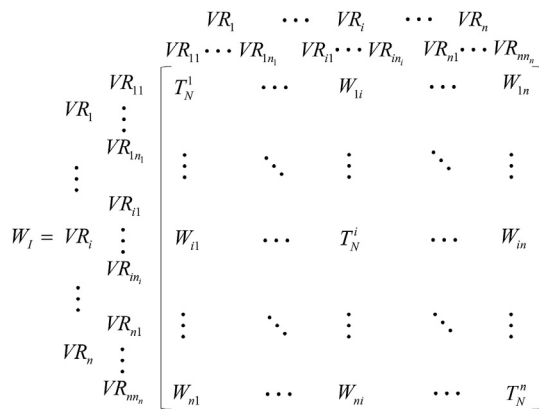 VR₁ ⋯ VRᵢ ⋯ VRₙ
VR₁₁ ⋯ VR₁ₙ₁ VRᵢ₁ ⋯ VRᵢₙᵢ VRₙ₁ ⋯ VRₙₙₙ
VR₁₁ T_N^1 ⋯ W₁ᵢ ⋯ W₁ₙ
VR₁ ⋮
VR₁ₙ₁ ⋮ ⋱ ⋮ ⋱ ⋮
⋮
VRᵢ₁
W_I = VRᵢ ⋮ Wᵢ₁ ⋯ T_N^i ⋯ Wᵢₙ
VRᵢₙᵢ
⋮
VRₙ₁ ⋮ ⋱ ⋮ ⋱ ⋮
VRₙ ⋮
VRₙₙₙ Wₙ₁ ⋯ Wₙᵢ ⋯ T_N^n